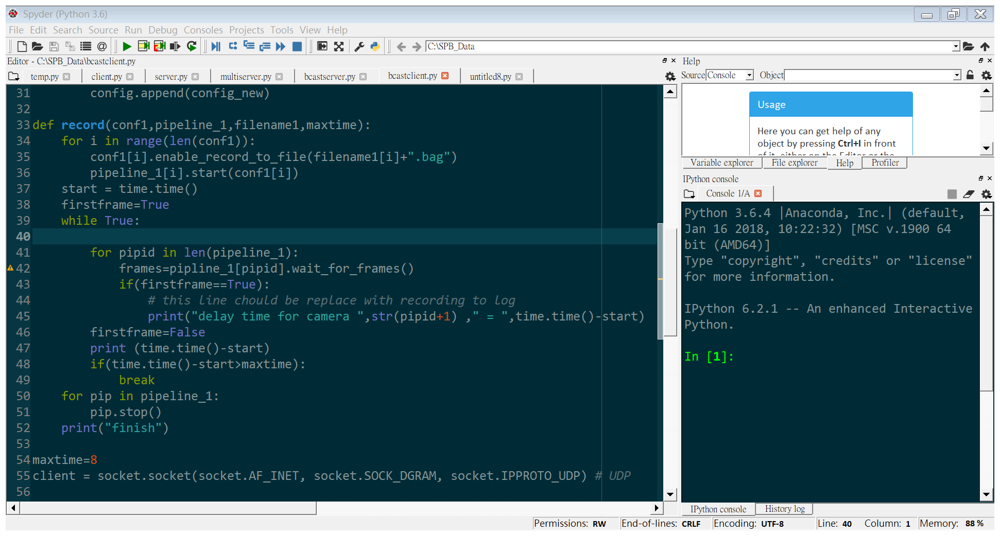 Spyder (Python 3.6)
File Edit Search Source Run Debug Consoles Projects Tools View Help
C:\SPB_Data
Editor - C:\SPB_Data\bcastclient.py
temp.py client.py server.py multiserver.py bcastserver.py bcastclient.py untitled8.py
31         config.append(config_new)
32
33 def record(conf1,pipeline_1,filename1,maxtime):
34     for i in range(len(conf1)):
35         conf1[i].enable_record_to_file(filename1[i]+".bag")
36         pipeline_1[i].start(conf1[i])
37     start = time.time()
38     firstframe=True
39     while True:
40
41         for pipid in len(pipeline_1):
42             frames=pipline_1[pipid].wait_for_frames()
43             if(firstframe==True):
44                 # this line chould be replace with recording to log
45                 print("delay time for camera ",str(pipid+1) ," = ",time.time()-start)
46         firstframe=False
47         print (time.time()-start)
48         if(time.time()-start>maxtime):
49             break
50     for pip in pipeline_1:
51         pip.stop()
52     print("finish")
53
54 maxtime=8
55 client = socket.socket(socket.AF_INET, socket.SOCK_DGRAM, socket.IPPROTO_UDP) # UDP
56
Help
Source Console Object
Usage
Here you can get help of any
object by pressing Ctrl+I in front
of it, either on the Editor or the
Variable explorer File explorer Help Profiler
IPython console
Console 1/A
Python 3.6.4 |Anaconda, Inc.| (default,
Jan 16 2018, 10:22:32) [MSC v.1900 64
bit (AMD64)]
Type "copyright", "credits" or "license"
for more information.
IPython 6.2.1 -- An enhanced Interactive
Python.
In [1]:
IPython console History log
Permissions: RW End-of-lines: CRLF Encoding: UTF-8 Line: 40 Column: 1 Memory: 88 %